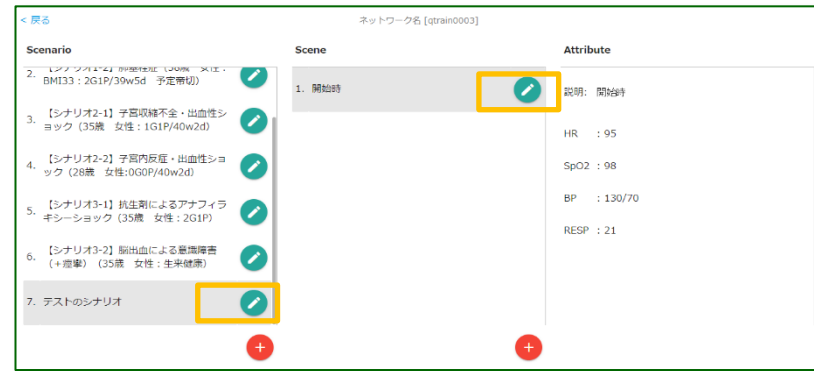 < 戻る
ネットワーク名 [qtrain0003]
Scenario
Scene
Attribute
2.
BMI33：2G1P/39w5d 予定帝切）
3. 【シナリオ2-1】子宮収縮不全・出血性シ
ョック（35歳 女性：1G1P/40w2d）
4. 【シナリオ2-2】子宮内反症・出血性ショ
ック（28歳 女性:0G0P/40w2d）
5. 【シナリオ3-1】抗生剤によるアナフィラ
キシーショック（35歳 女性：2G1P）
6. 【シナリオ3-2】脳出血による意識障害
（+痙攣）（35歳 女性：生来健康）
7. テストのシナリオ
1. 開始時
説明: 開始時
HR : 95
SpO2 : 98
BP : 130/70
RESP : 21